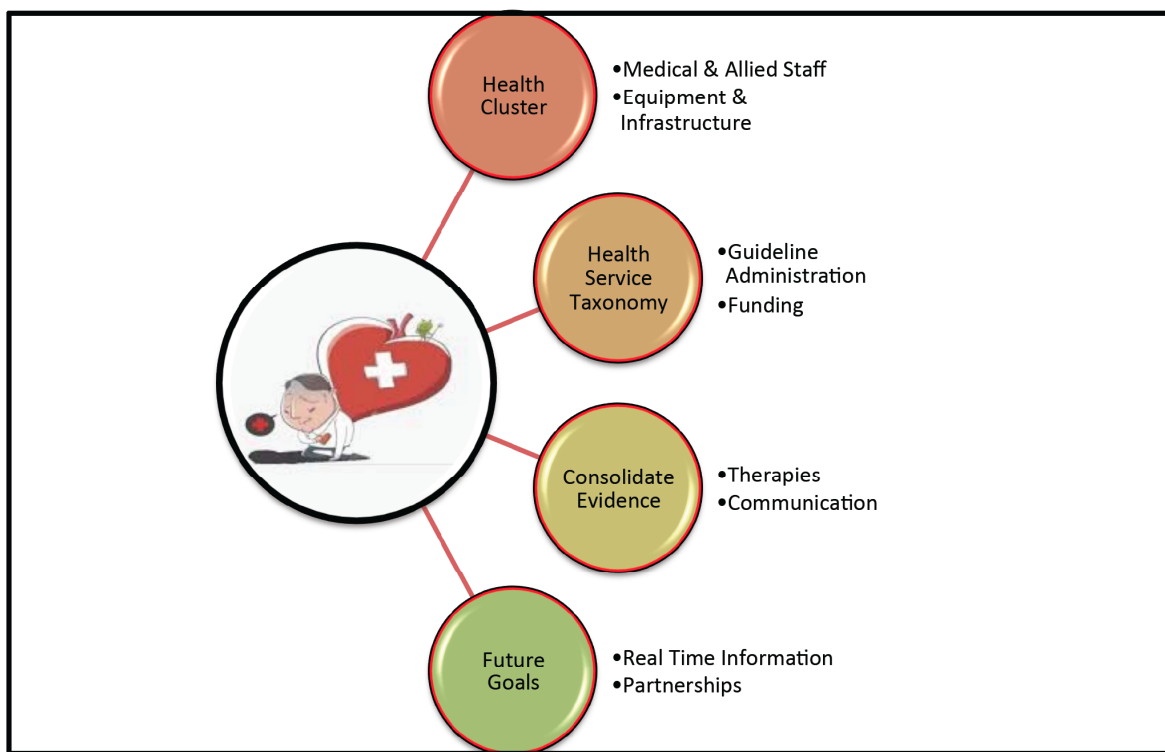 Health
Cluster
•Medical & Allied Staff
•Equipment &
Infrastructure
Health
Service
Taxonomy
•Guideline
Administration
•Funding
Consolidate
Evidence
•Therapies
•Communication
Future
Goals
•Real Time Information
•Partnerships